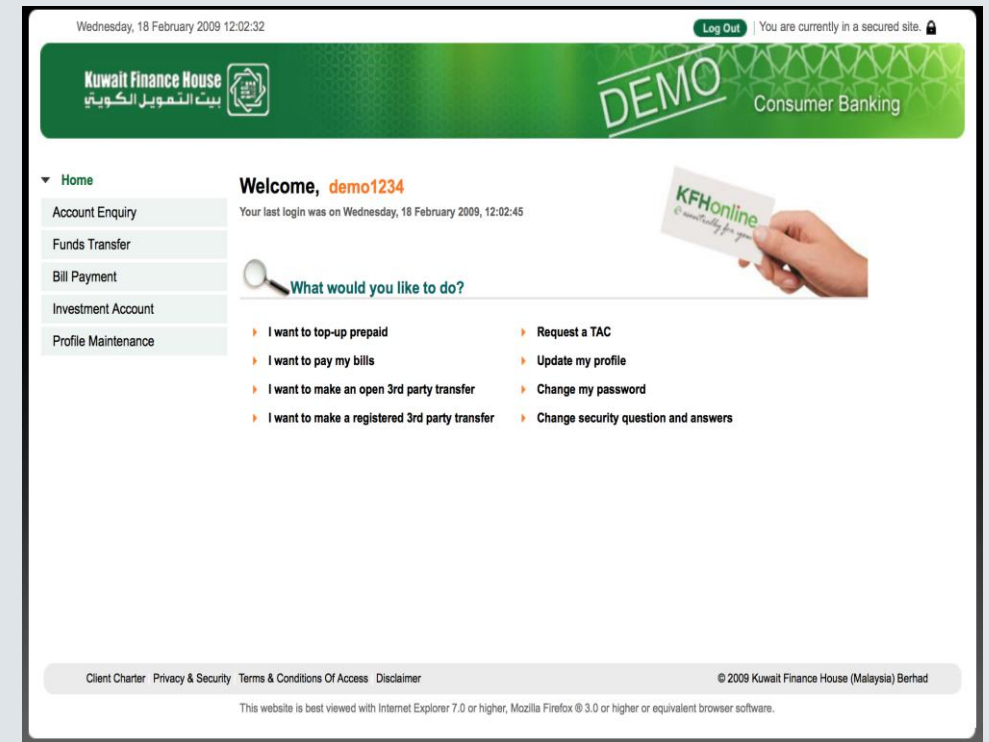 Wednesday, 18 February 2009 12:02:32
Log Out | You are currently in a secured site.
Kuwait Finance House
بيت التمويل الكويتي
DEMO
Consumer Banking
Home
Account Enquiry
Funds Transfer
Bill Payment
Investment Account
Profile Maintenance
Welcome, demo1234
Your last login was on Wednesday, 18 February 2009, 12:02:45
KFHonline
What would you like to do?
I want to top-up prepaid
I want to pay my bills
I want to make an open 3rd party transfer
I want to make a registered 3rd party transfer
Request a TAC
Update my profile
Change my password
Change security question and answers
Client Charter Privacy & Security Terms & Conditions Of Access Disclaimer
© 2009 Kuwait Finance House (Malaysia) Berhad
This website is best viewed with Internet Explorer 7.0 or higher, Mozilla Firefox ® 3.0 or higher or equivalent browser software.